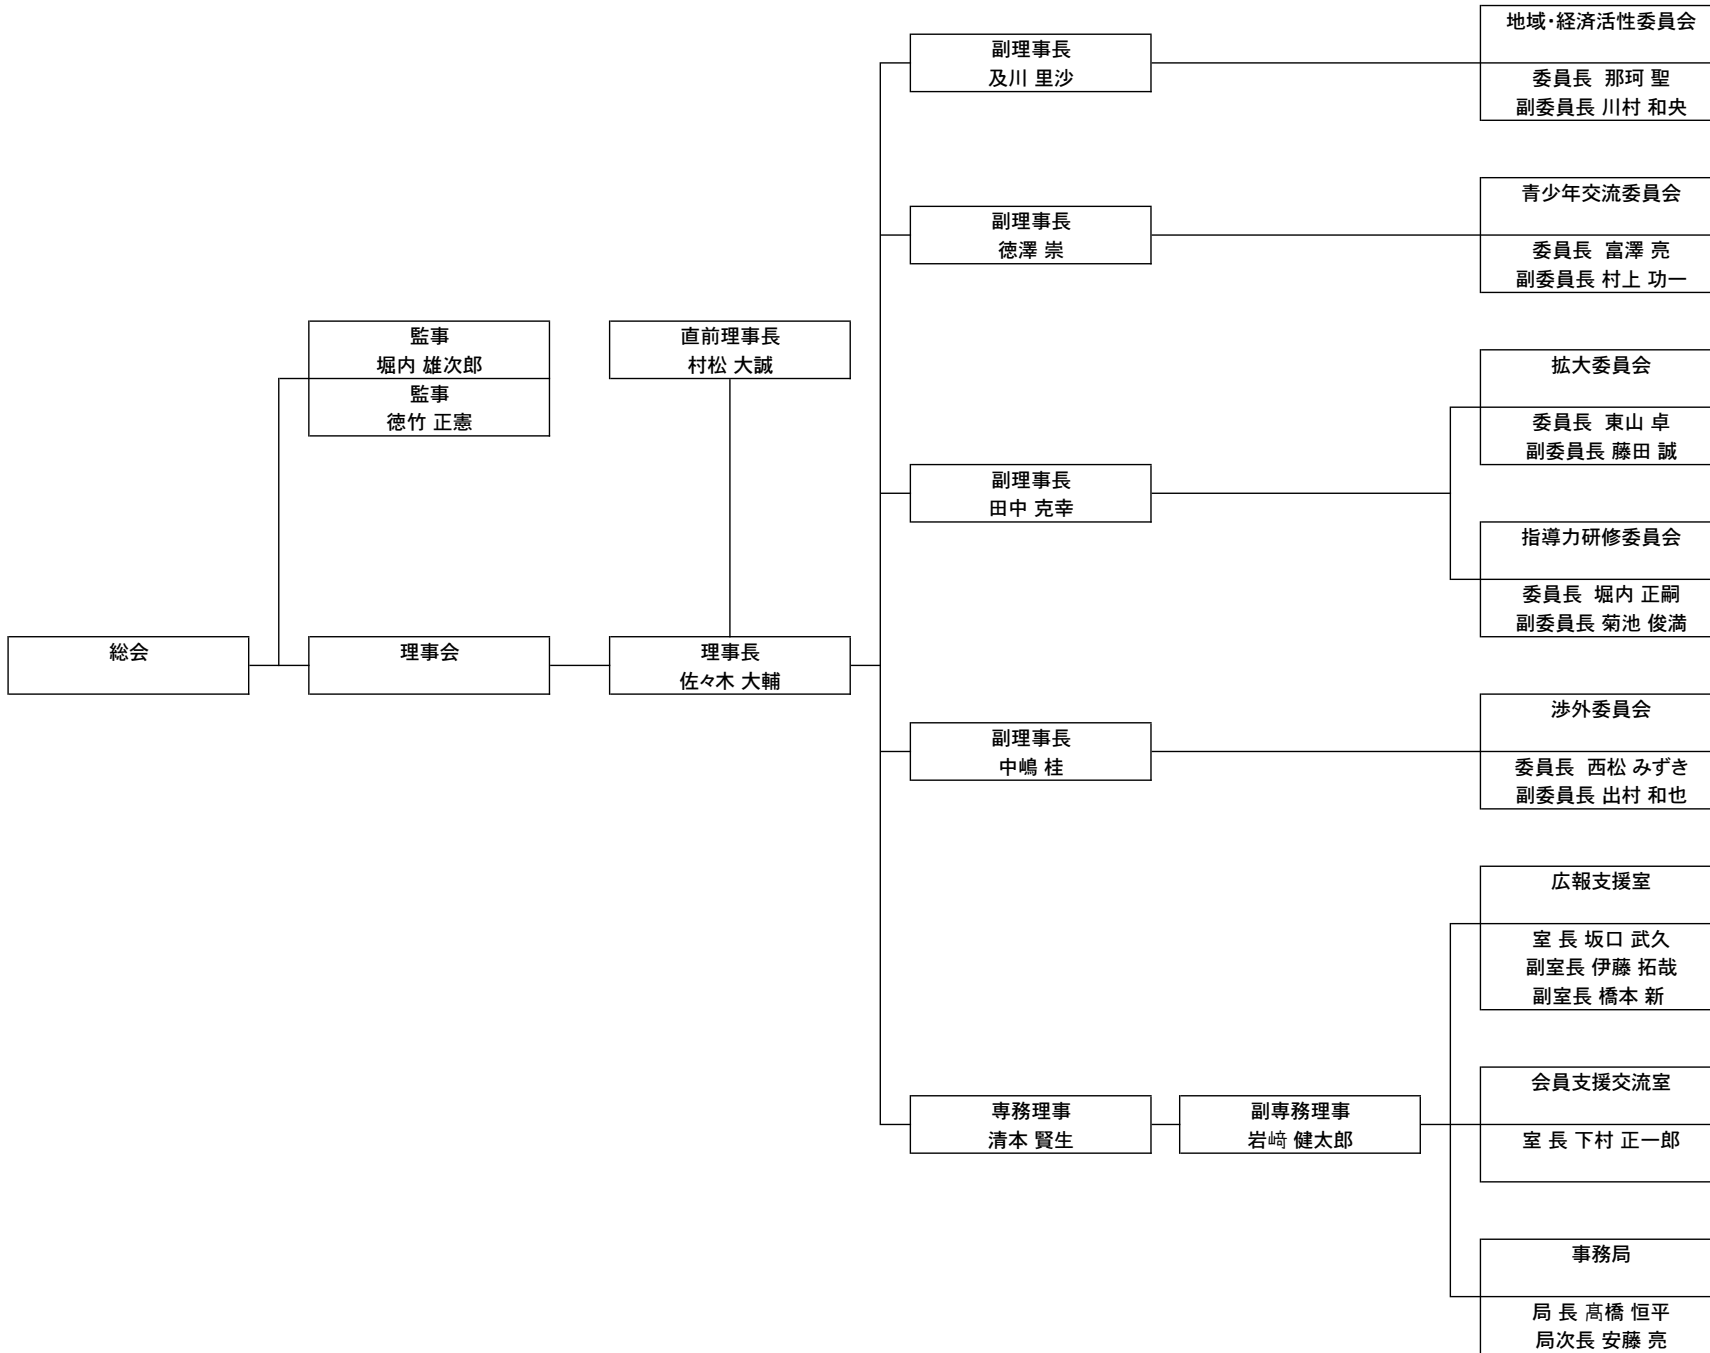 総会
監事
堀内 雄次郎
監事
徳竹 正憲
理事会
直前理事長
村松 大誠
理事長
佐々木 大輔
副理事長
及川 里沙
地域・経済活性委員会
委員長 那珂 聖
副委員長 川村 和央
副理事長
徳澤 崇
青少年交流委員会
委員長 富澤 亮
副委員長 村上 功一
副理事長
田中 克幸
拡大委員会
委員長 東山 卓
副委員長 藤田 誠
指導力研修委員会
委員長 堀内 正嗣
副委員長 菊池 俊満
副理事長
中嶋 桂
渉外委員会
委員長 西松 みずき
副委員長 出村 和也
専務理事
清本 賢生
副専務理事
岩﨑 健太郎
広報支援室
室 長 坂口 武久
副室長 伊藤 拓哉
副室長 橋本 新
会員支援交流室
室 長 下村 正一郎
事務局
局 長 髙橋 恒平
局次長 安藤 亮